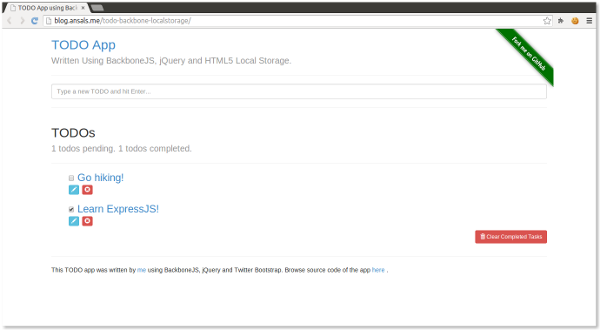 TODO App using Back
blog.ansals.me/todo-backbone-localstorage/
Fork me on GitHub
TODO App
Written Using BackboneJS, jQuery and HTML5 Local Storage.
Type a new TODO and hit Enter...
TODOs
1 todos pending. 1 todos completed.
Go hiking!
Learn ExpressJS!
Clear Completed Tasks
This TODO app was written by me using BackboneJS, jQuery and Twitter Bootstrap. Browse source code of the app here .